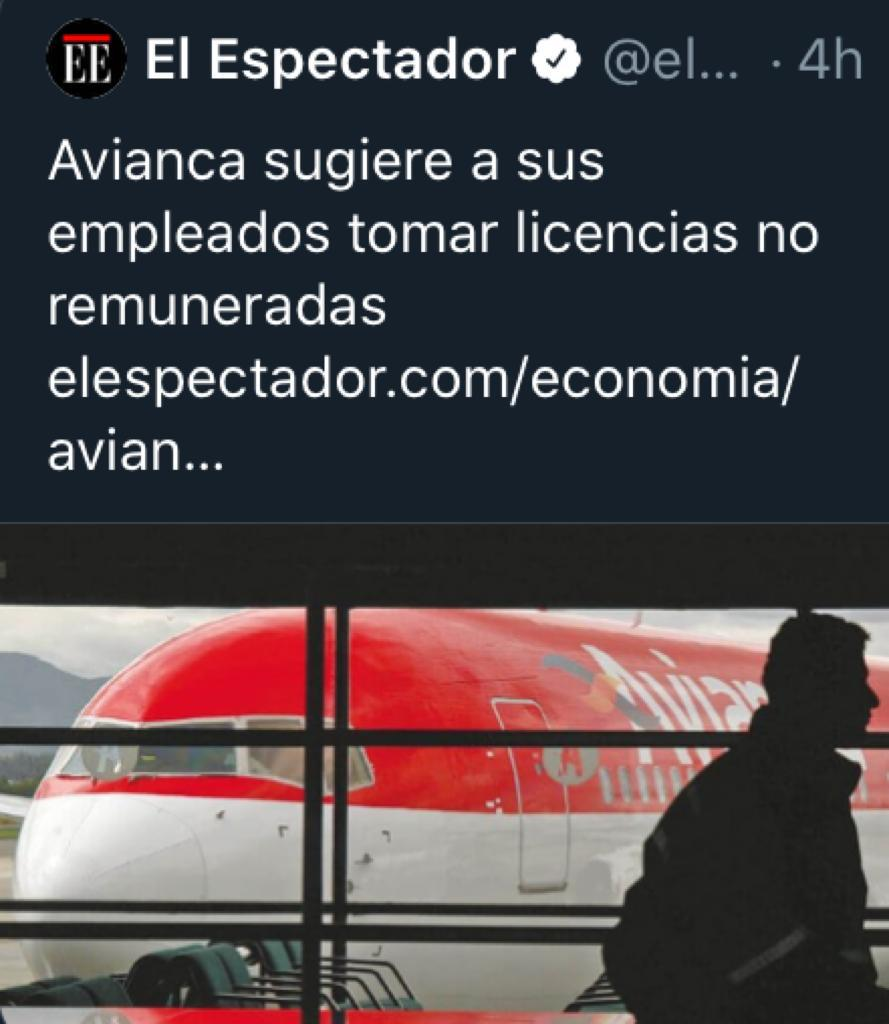 EE El Espectador @el... · 4h
Avianca sugiere a sus
empleados tomar licencias no
remuneradas
elespectador.com/economia/
avian...
Avian